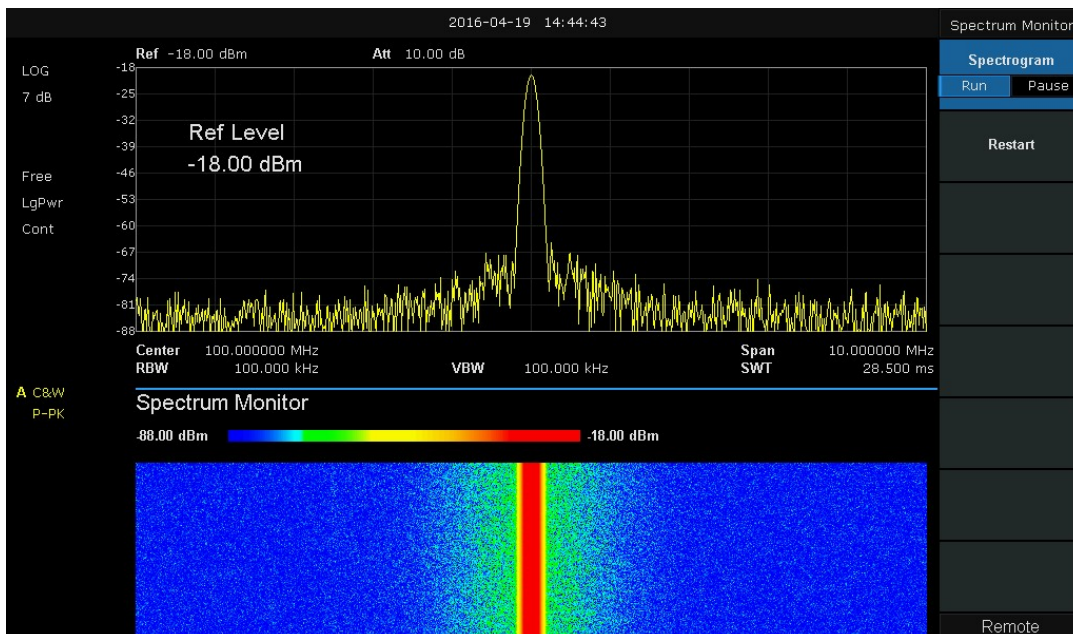 2016-04-19 14:44:43
Spectrum Monitor
Ref -18.00 dBm Att 10.00 dB
Spectrogram
Run Pause
Restart
LOG
7 dB
Free
LgPwr
Cont
-18
-25
-32
-39
-46
-53
-60
-67
-74
-81
-88
Ref Level
-18.00 dBm
Center 100.000000 MHz Span 10.000000 MHz
RBW 100.000 kHz VBW 100.000 kHz SWT 28.500 ms
A C&W
P-PK
Spectrum Monitor
-88.00 dBm -18.00 dBm
Remote